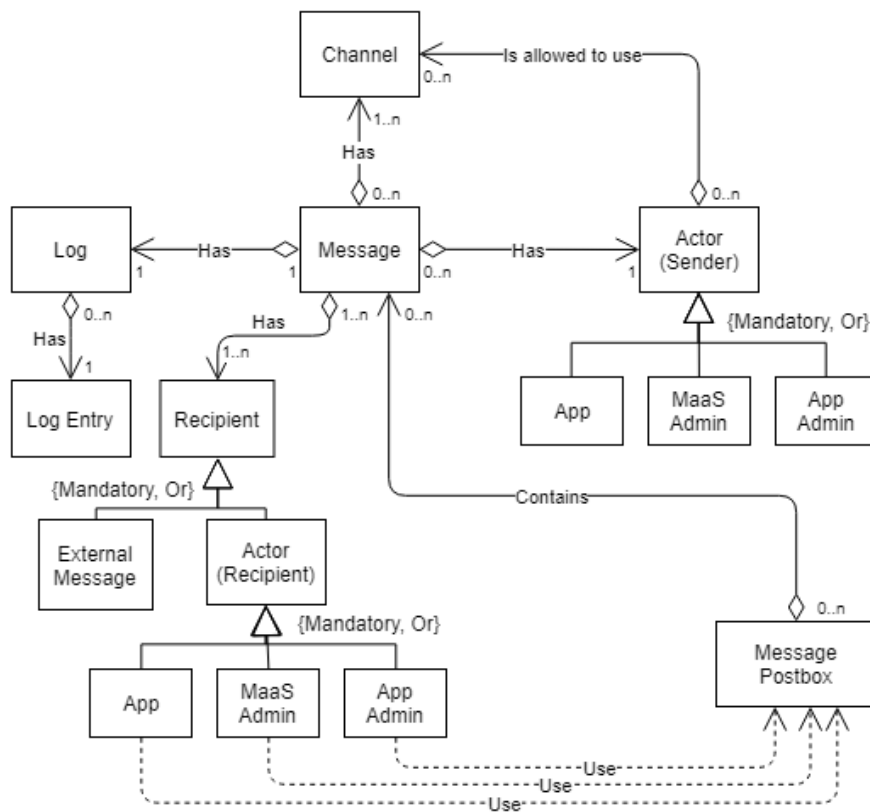 Channel
Is allowed to use
0..n
1..n
Has
0..n
0..n
Log
Has
1
1
Message
0..n
Has
1
Actor
(Sender)
0..n
Has
1
Has
1..n
1..n
0..n
{Mandatory, Or}
Log Entry
Recipient
App
MaaS
Admin
App
Admin
{Mandatory, Or}
Contains
External
Message
Actor
(Recipient)
0..n
{Mandatory, Or}
Message
Postbox
App
MaaS
Admin
App
Admin
Use
Use
Use